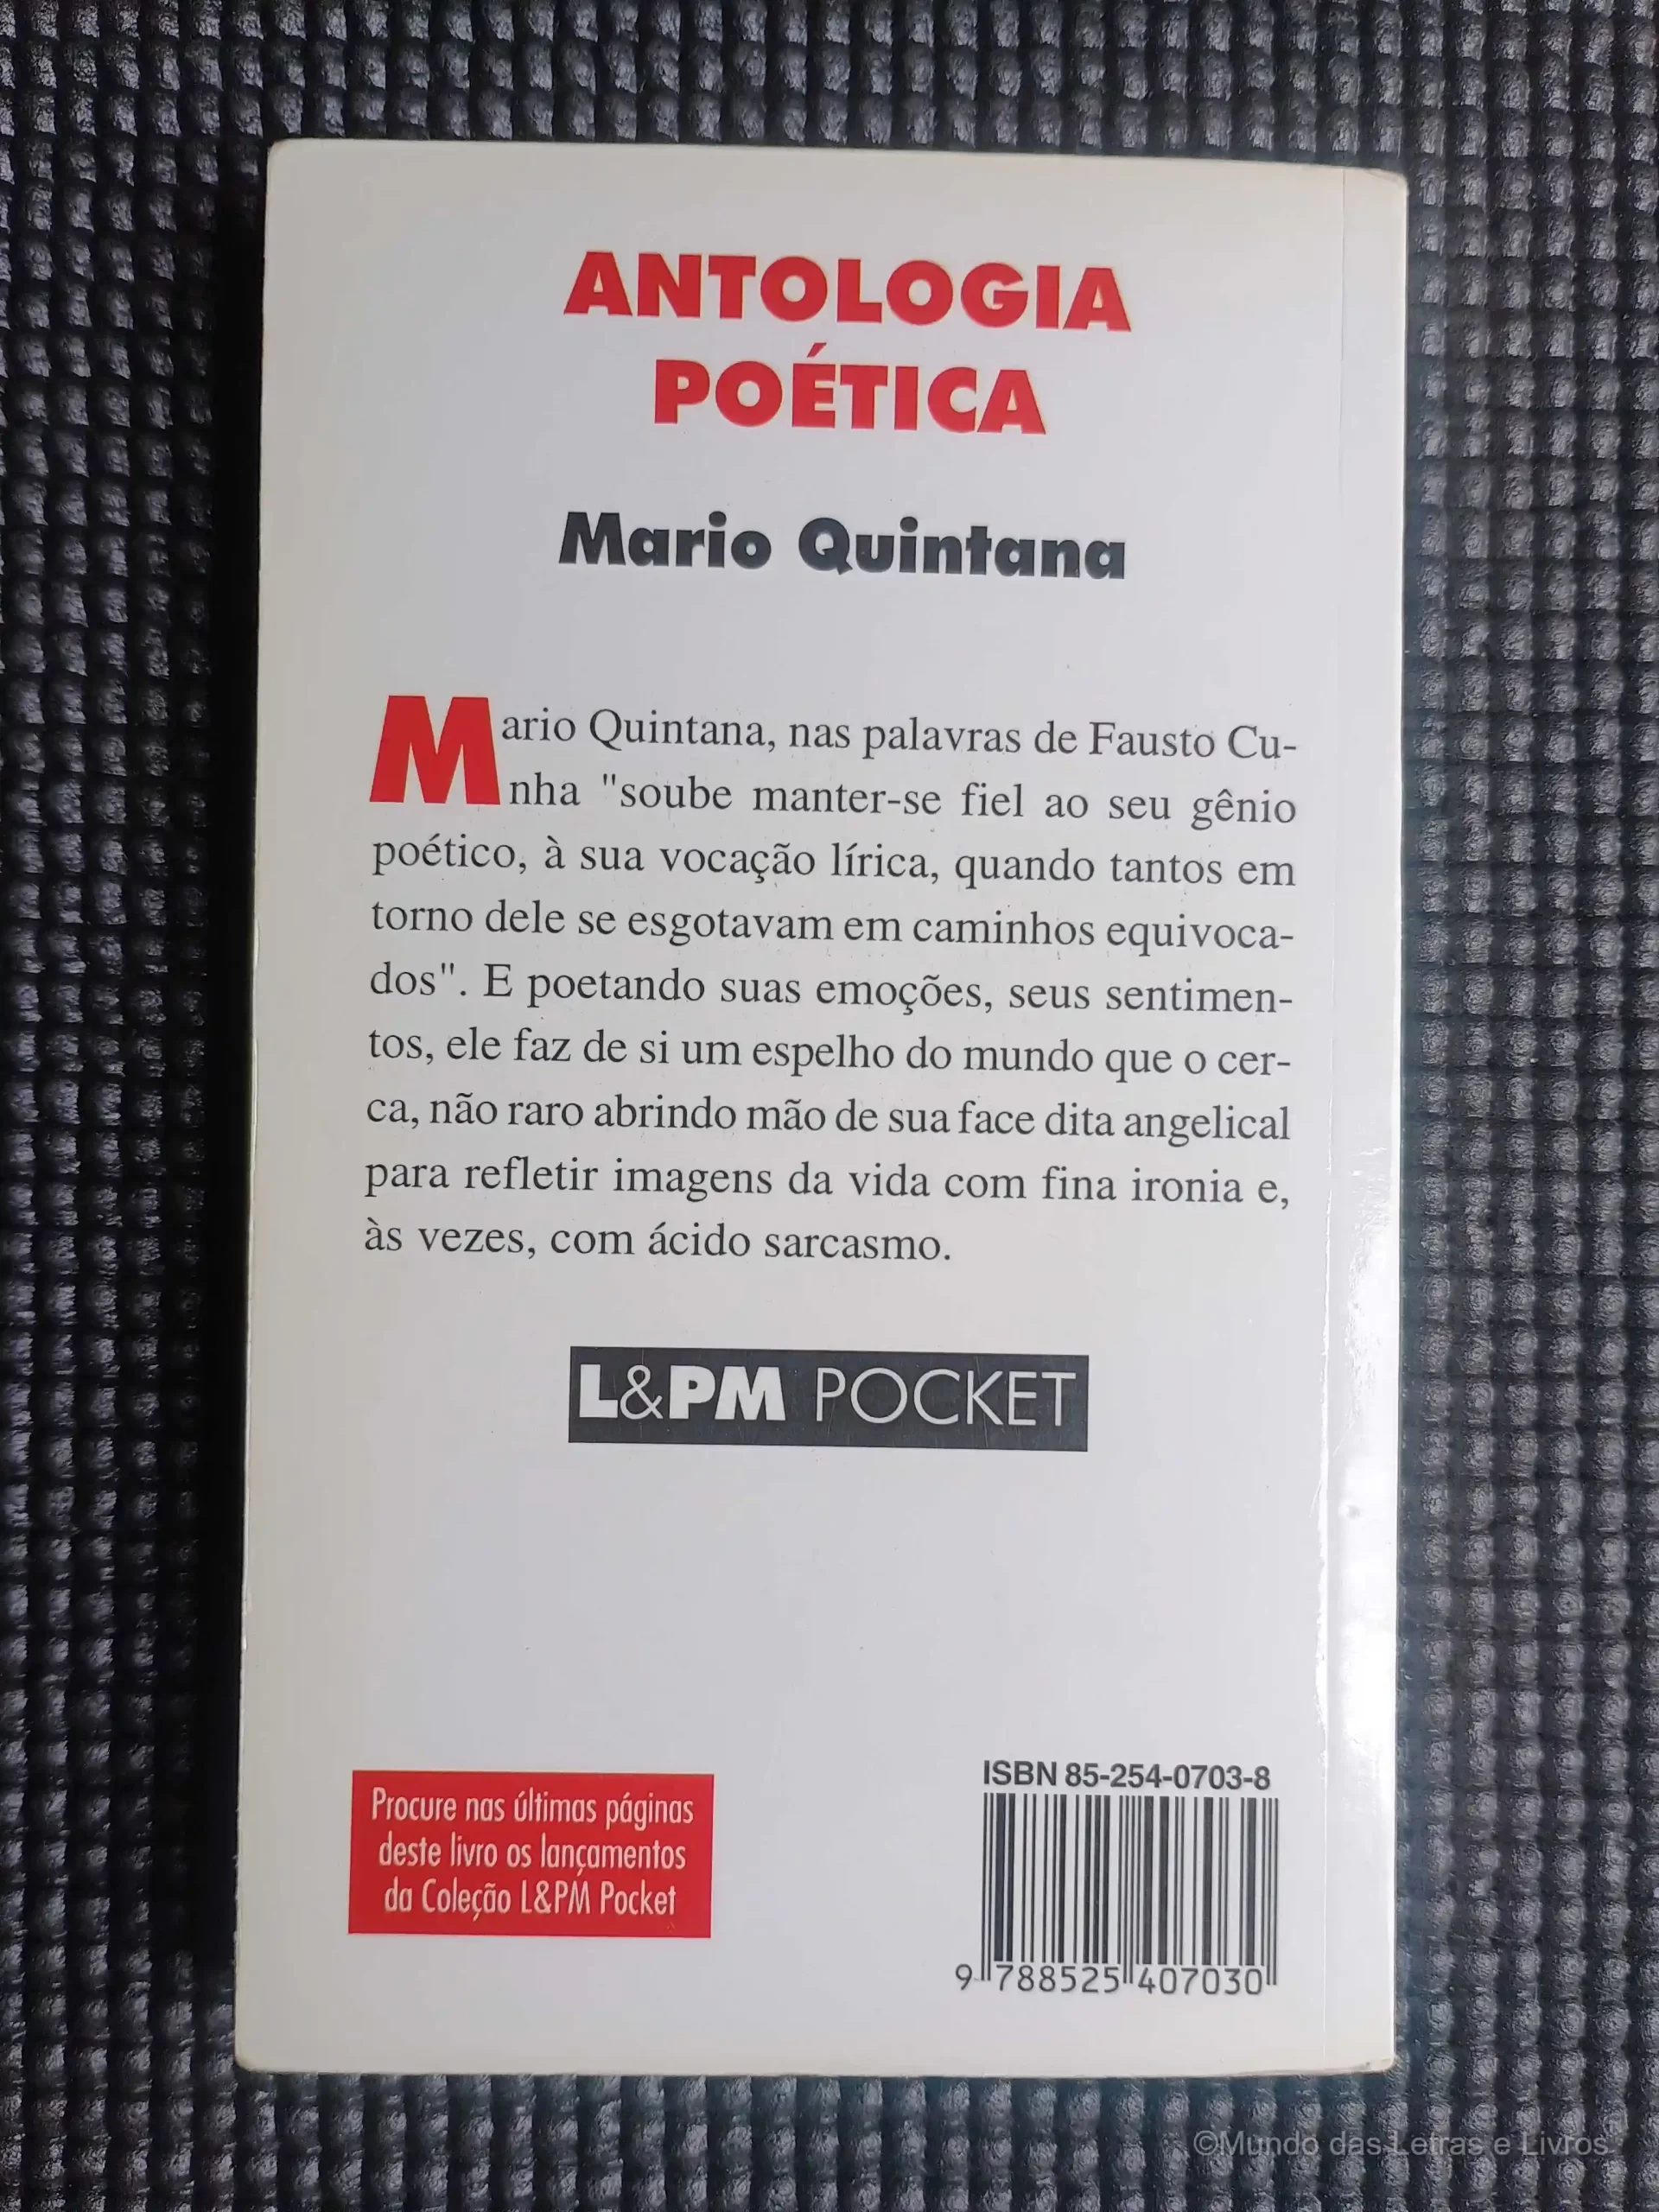 ANTOLOGIA
POÉTICA
Mario Quintana
Mario Quintana, nas palavras de Fausto Cu-
nha "soube manter-se fiel ao seu gênio
poético, à sua vocação lírica, quando tantos em
torno dele se esgotavam em caminhos equivoca-
dos". E poetando suas emoções, seus sentimen-
tos, ele faz de si um espelho do mundo que o cer-
ca, não raro abrindo mão de sua face dita angelical
para refletir imagens da vida com fina ironia e,
às vezes, com ácido sarcasmo.
L&PM POCKET
Procure nas últimas páginas
deste livro os lançamentos
da Coleção L&PM Pocket
ISBN 85-254-0703-8
9 788525 407030
©Mundo das Letras e Livros.